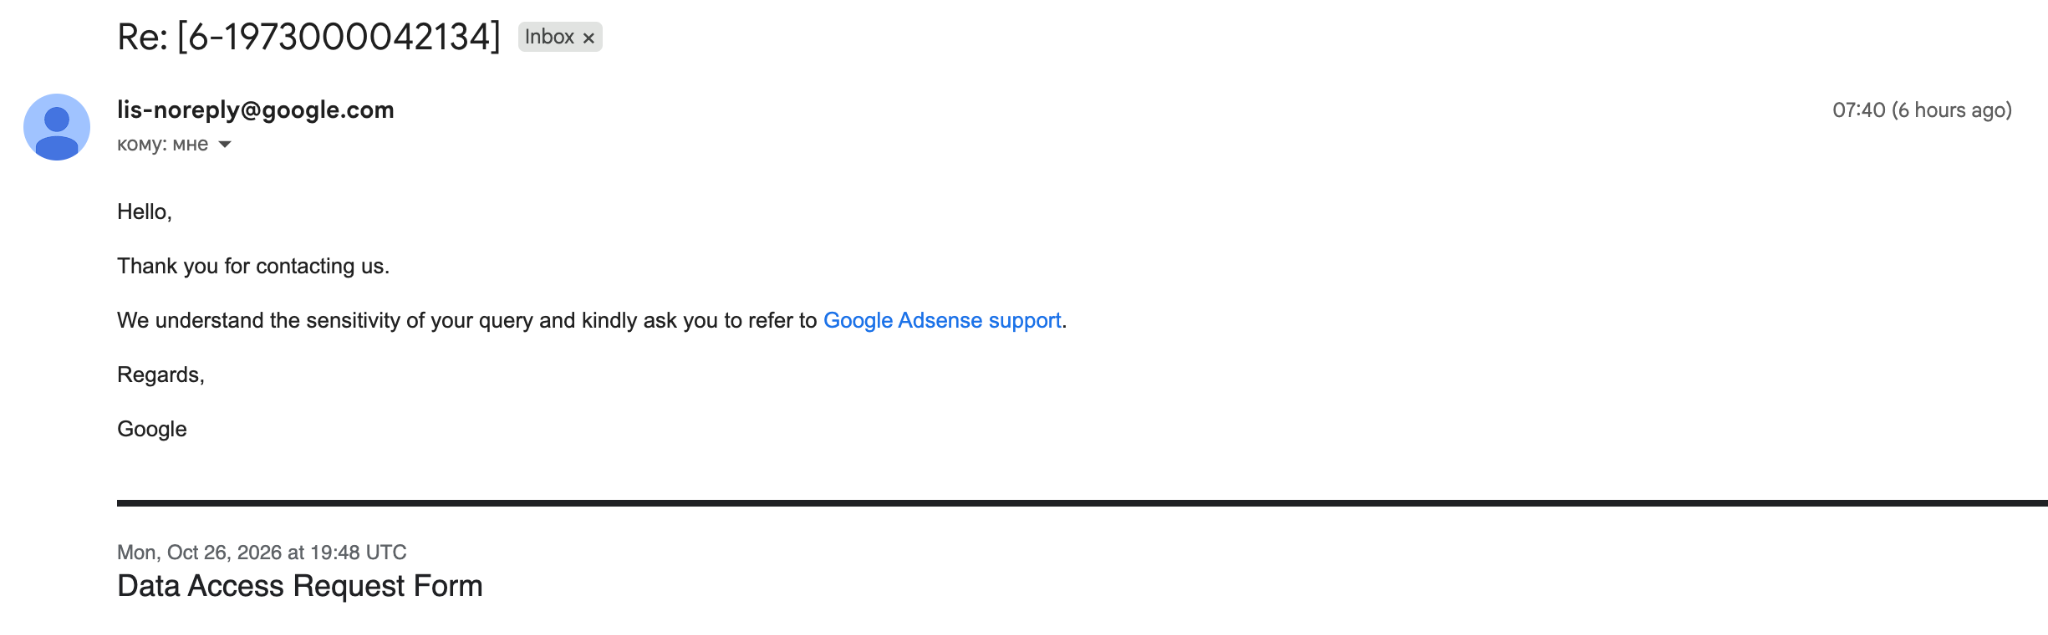 Re: [6-1973000042134] Inbox ×
lis-noreply@google.com 07:40 (6 hours ago)
кому: мне
Hello,
Thank you for contacting us.
We understand the sensitivity of your query and kindly ask you to refer to Google Adsense support.
Regards,
Google
Mon, Oct 26, 2026 at 19:48 UTC
Data Access Request Form